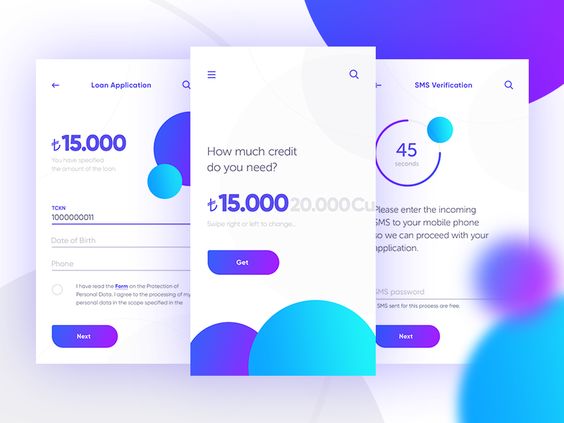 Loan Application
₺15.000
You have specified
the amount of the loan.
TCKN
1000000011
Date of Birth
Phone
I have read the Form on the Protection of
Personal Data. I agree to the processing of my
personal data in the scope specified in the
Next
How much credit
do you need?
₺15.000 20.000 Cu
Swipe right or left to change...
Get
SMS Verification
45
seconds
Please enter the incoming
SMS to your mobile phone
so we can proceed with your
application.
SMS password
SMS sent for this process are free.
Next